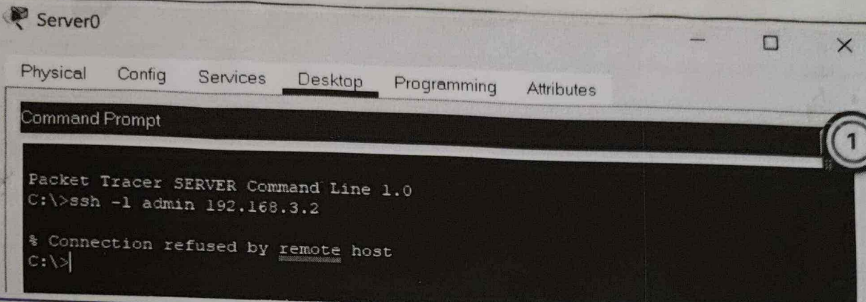 Server0
Physical Config Services Desktop Programming Attributes
Command Prompt
1
Packet Tracer SERVER Command Line 1.0
C:\>ssh -l admin 192.168.3.2
% Connection refused by remote host
C:\>